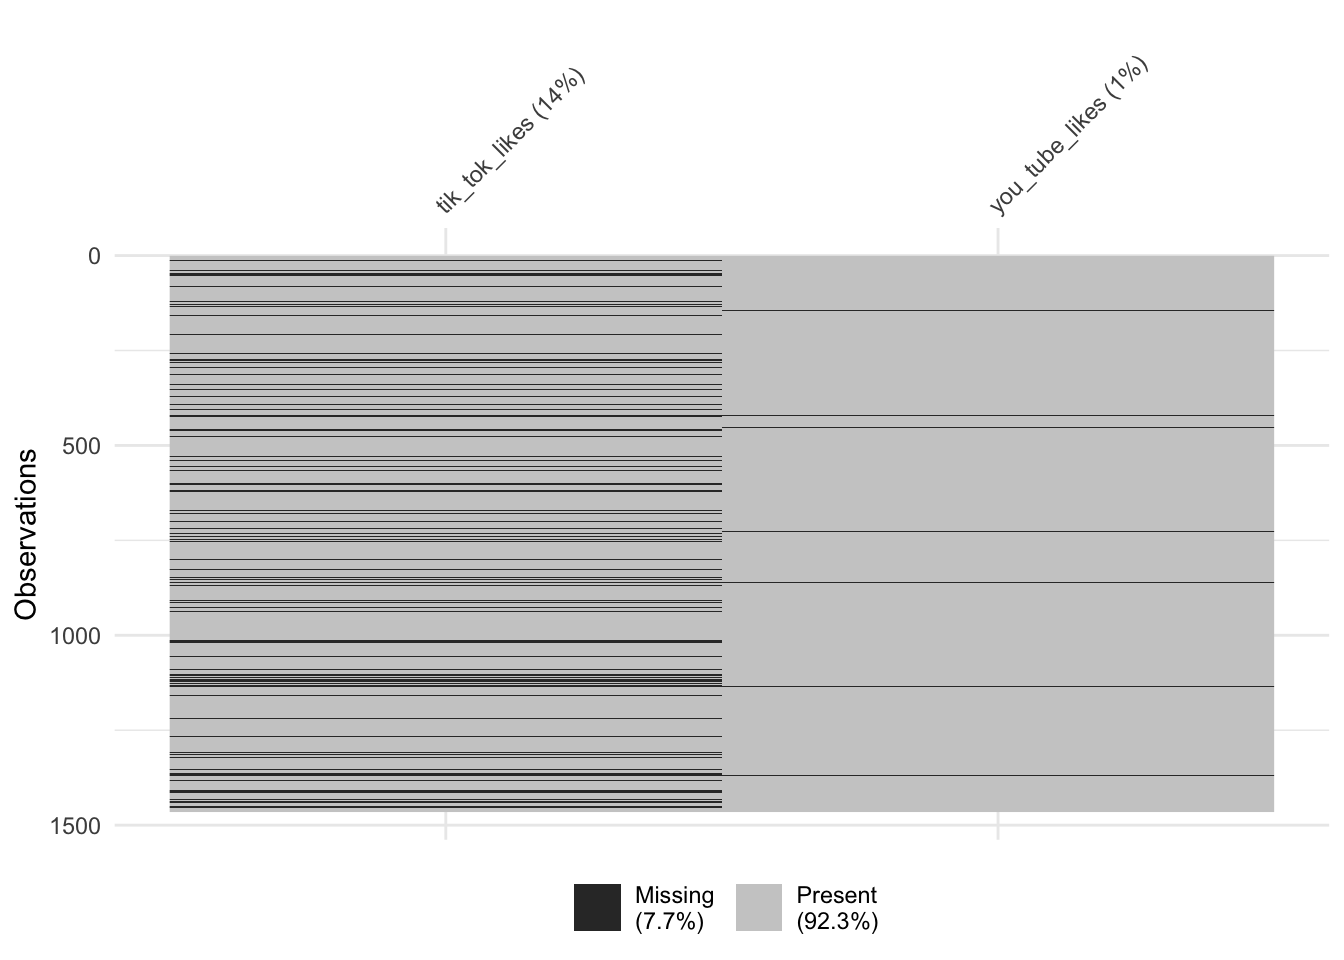 tik_tok_likes (14%)
you_tube_likes (1%)
0
500
1000
1500
Observations
Missing
(7.7%)
Present
(92.3%)